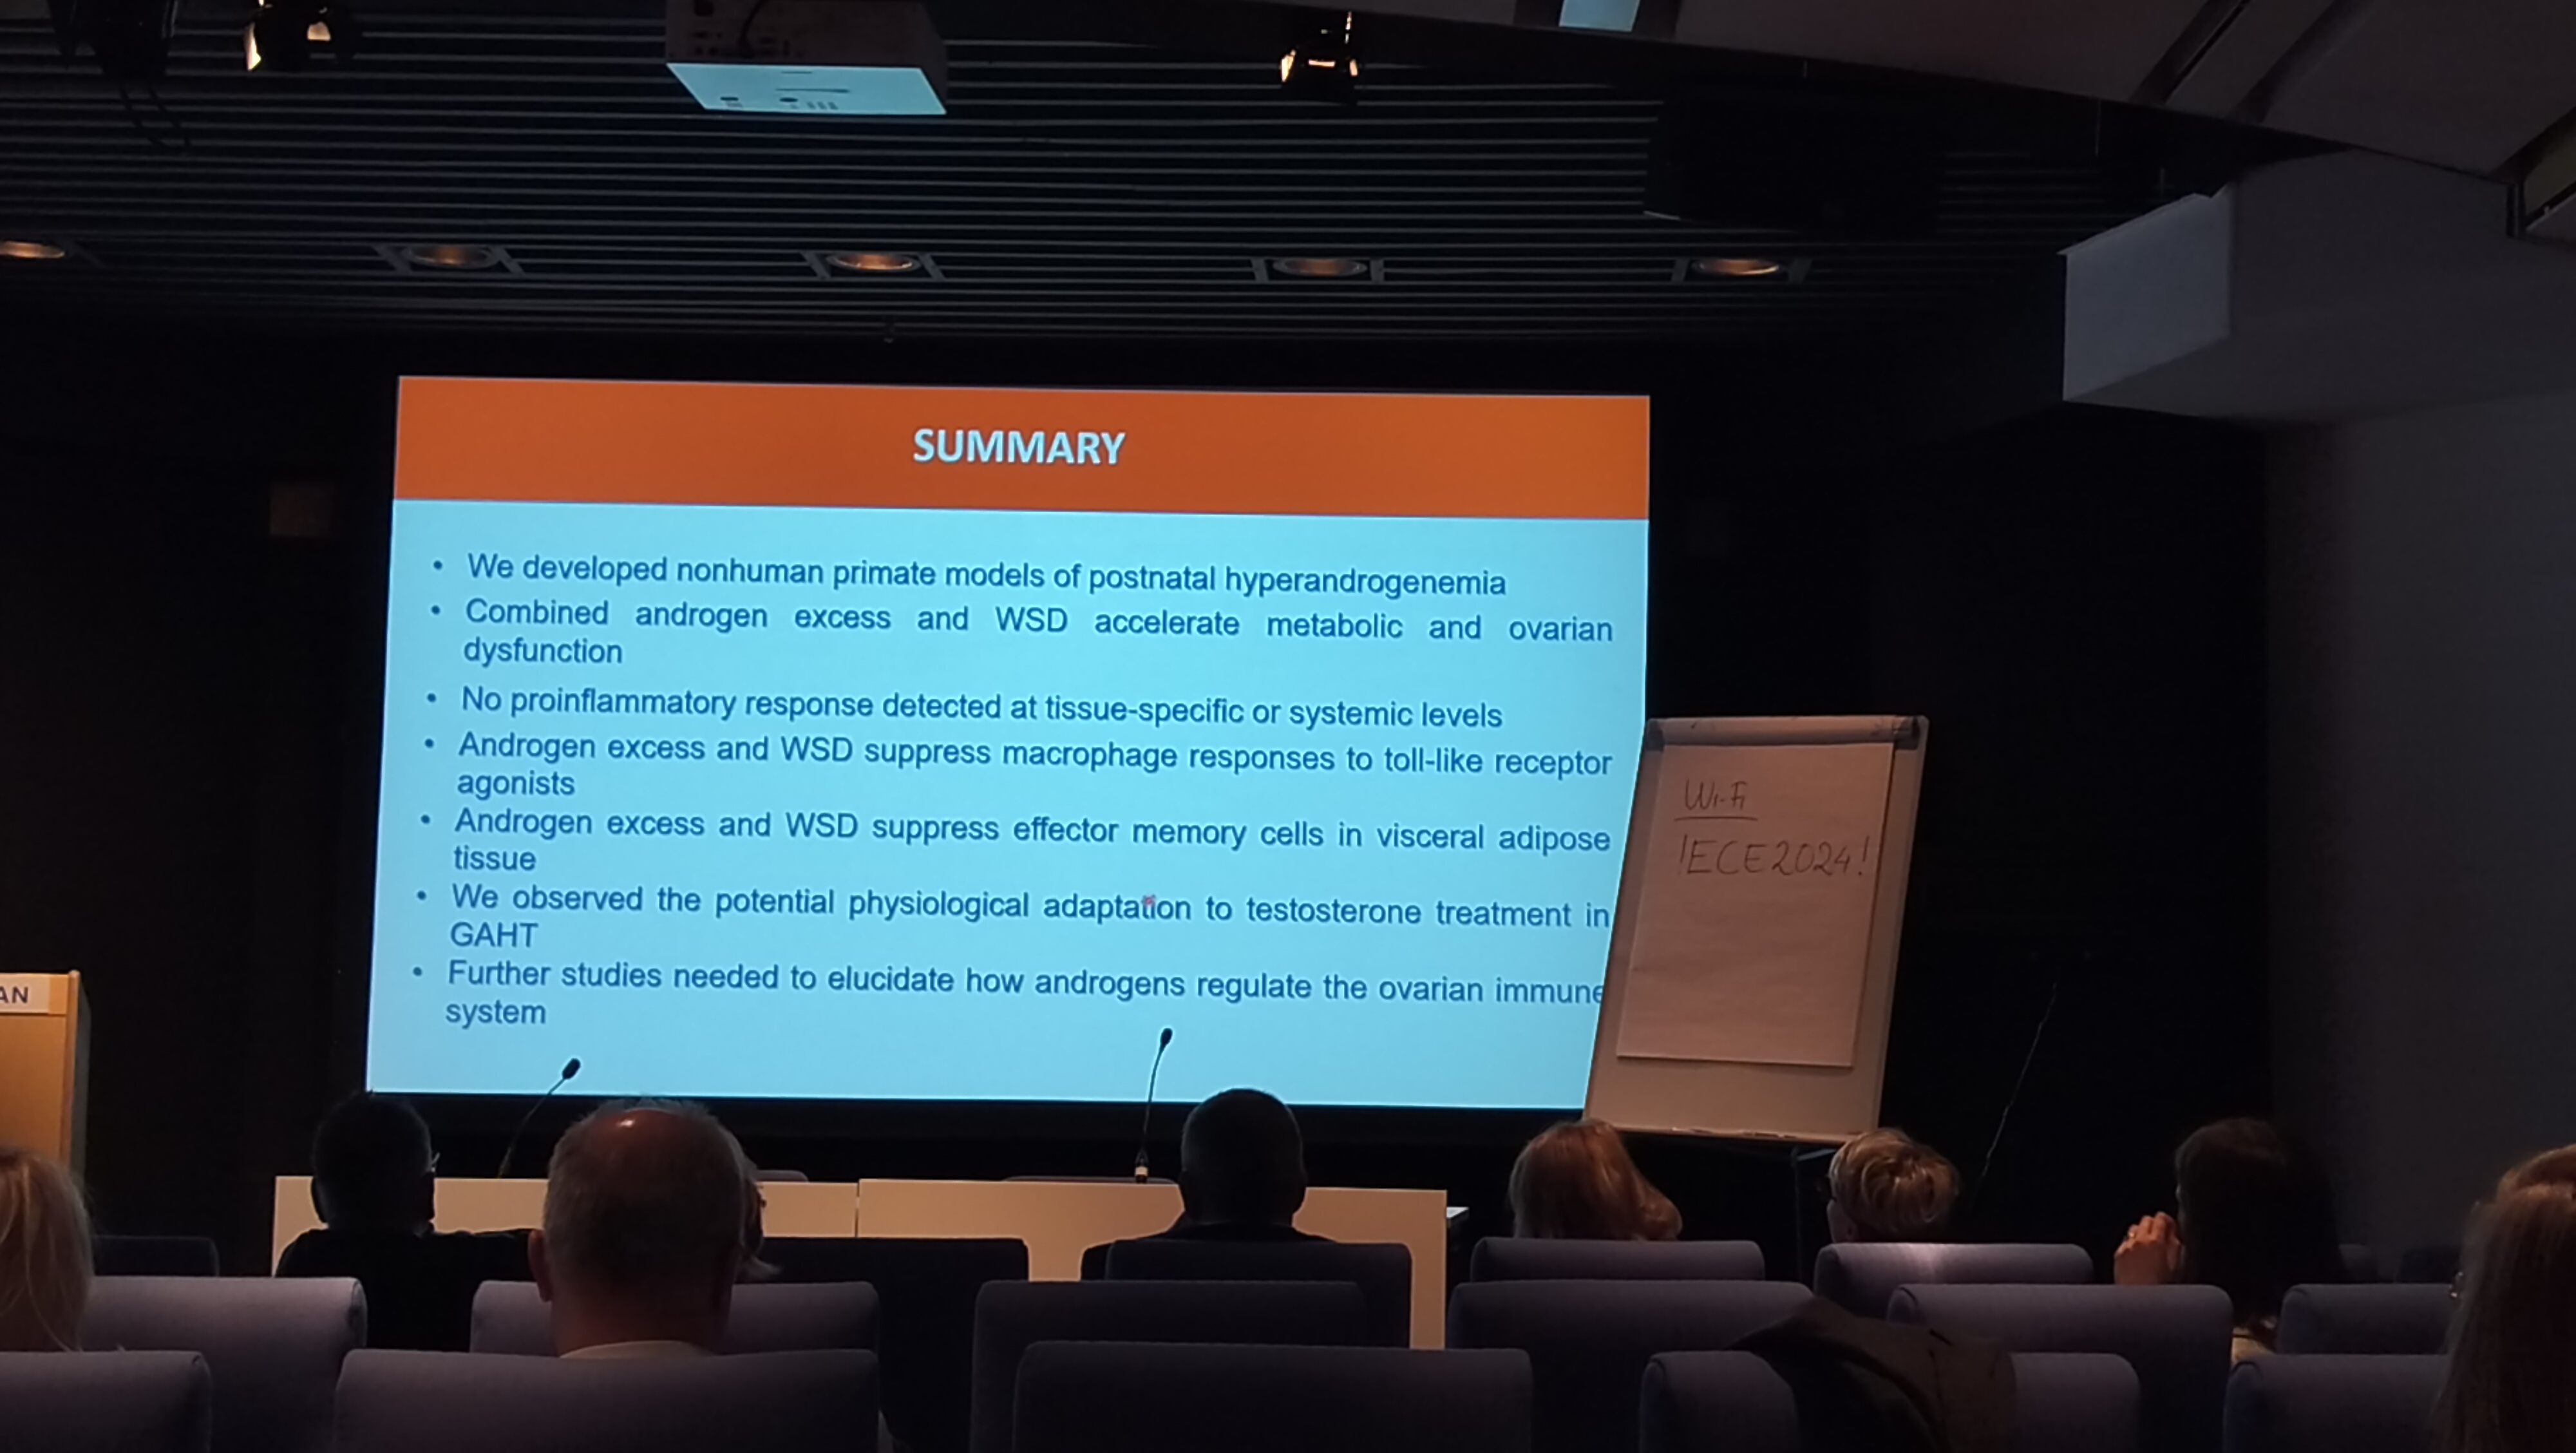 SUMMARY
• We developed nonhuman primate models of postnatal hyperandrogenemia
• Combined androgen excess and WSD accelerate metabolic and ovarian
dysfunction
• No proinflammatory response detected at tissue-specific or systemic levels
• Androgen excess and WSD suppress macrophage responses to toll-like receptor
agonists
• Androgen excess and WSD suppress effector memory cells in visceral adipose
tissue
• We observed the potential physiological adaptation to testosterone treatment in
GAHT
• Further studies needed to elucidate how androgens regulate the ovarian immune
system
Wi-Fi
!ECE2024!
AN